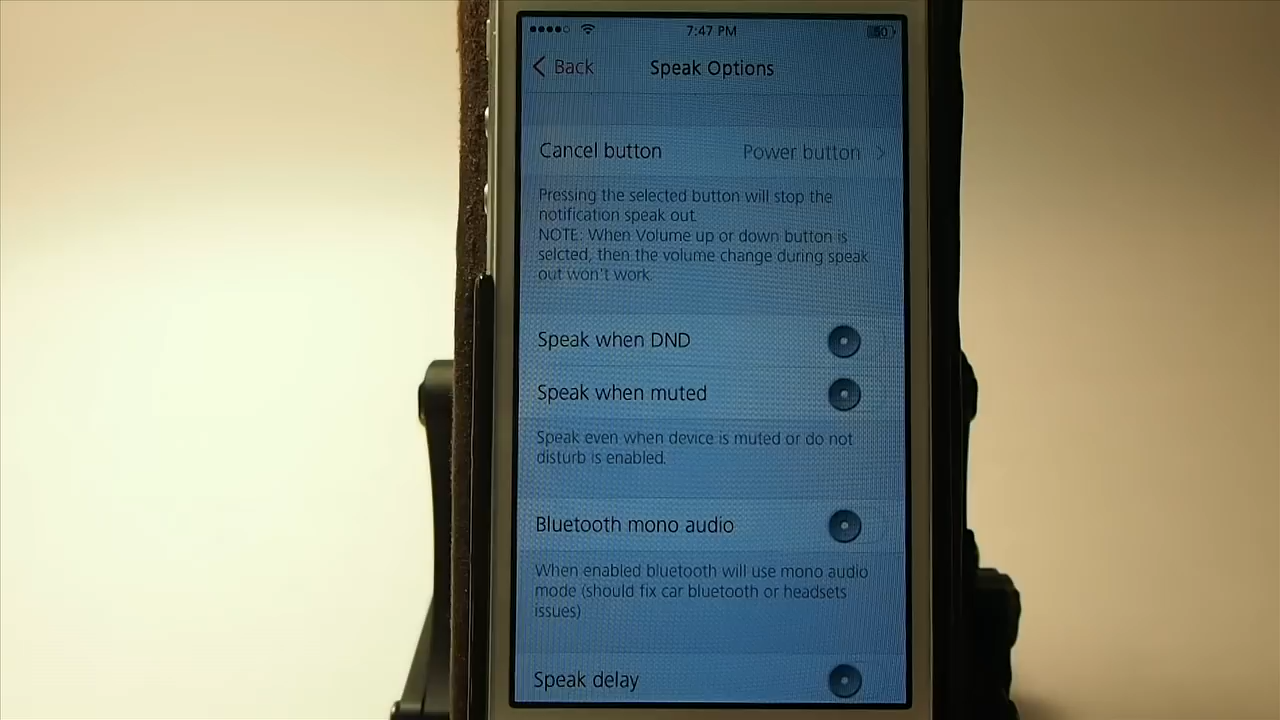 7:47 PM
50
Back
Speak Options
Cancel button
Power button
Pressing the selected button will stop the
notification speak out.
NOTE: When Volume up or down button is
selcted, then the volume change during speak
out won't work.
Speak when DND
Speak when muted
Speak even when device is muted or do not
disturb is enabled.
Bluetooth mono audio
When enabled bluetooth will use mono audio
mode (should fix car bluetooth or headsets
issues)
Speak delay